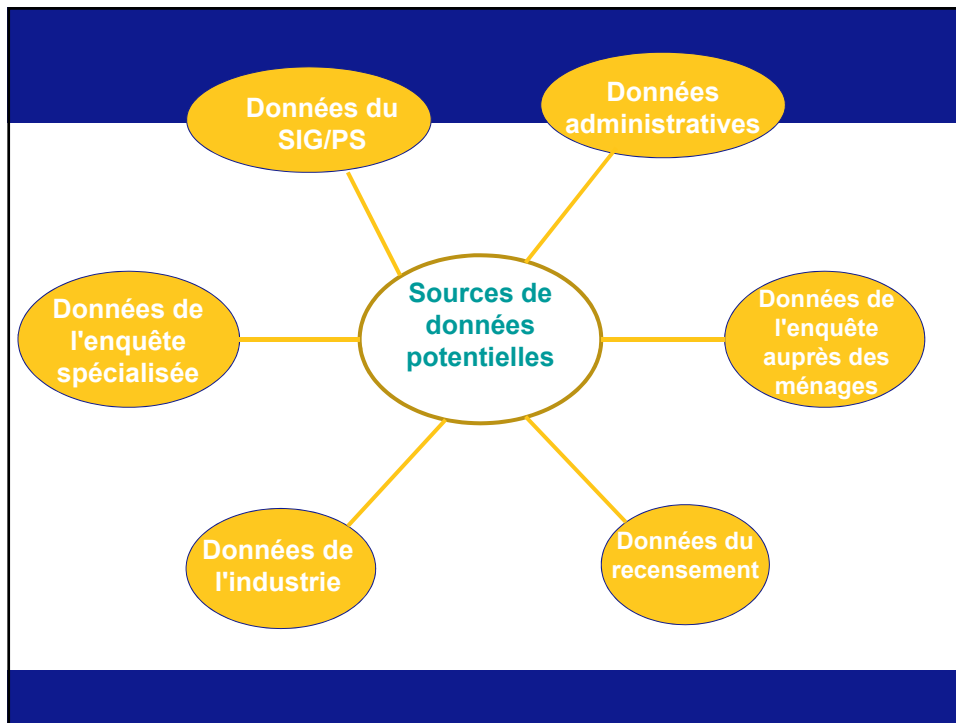 Données du
SIG/PS
Données
administratives
Données de
l'enquête
spécialisée
Sources de
données
potentielles
Données de
l'enquête
auprès des
ménages
Données de
l'industrie
Données du
recensement